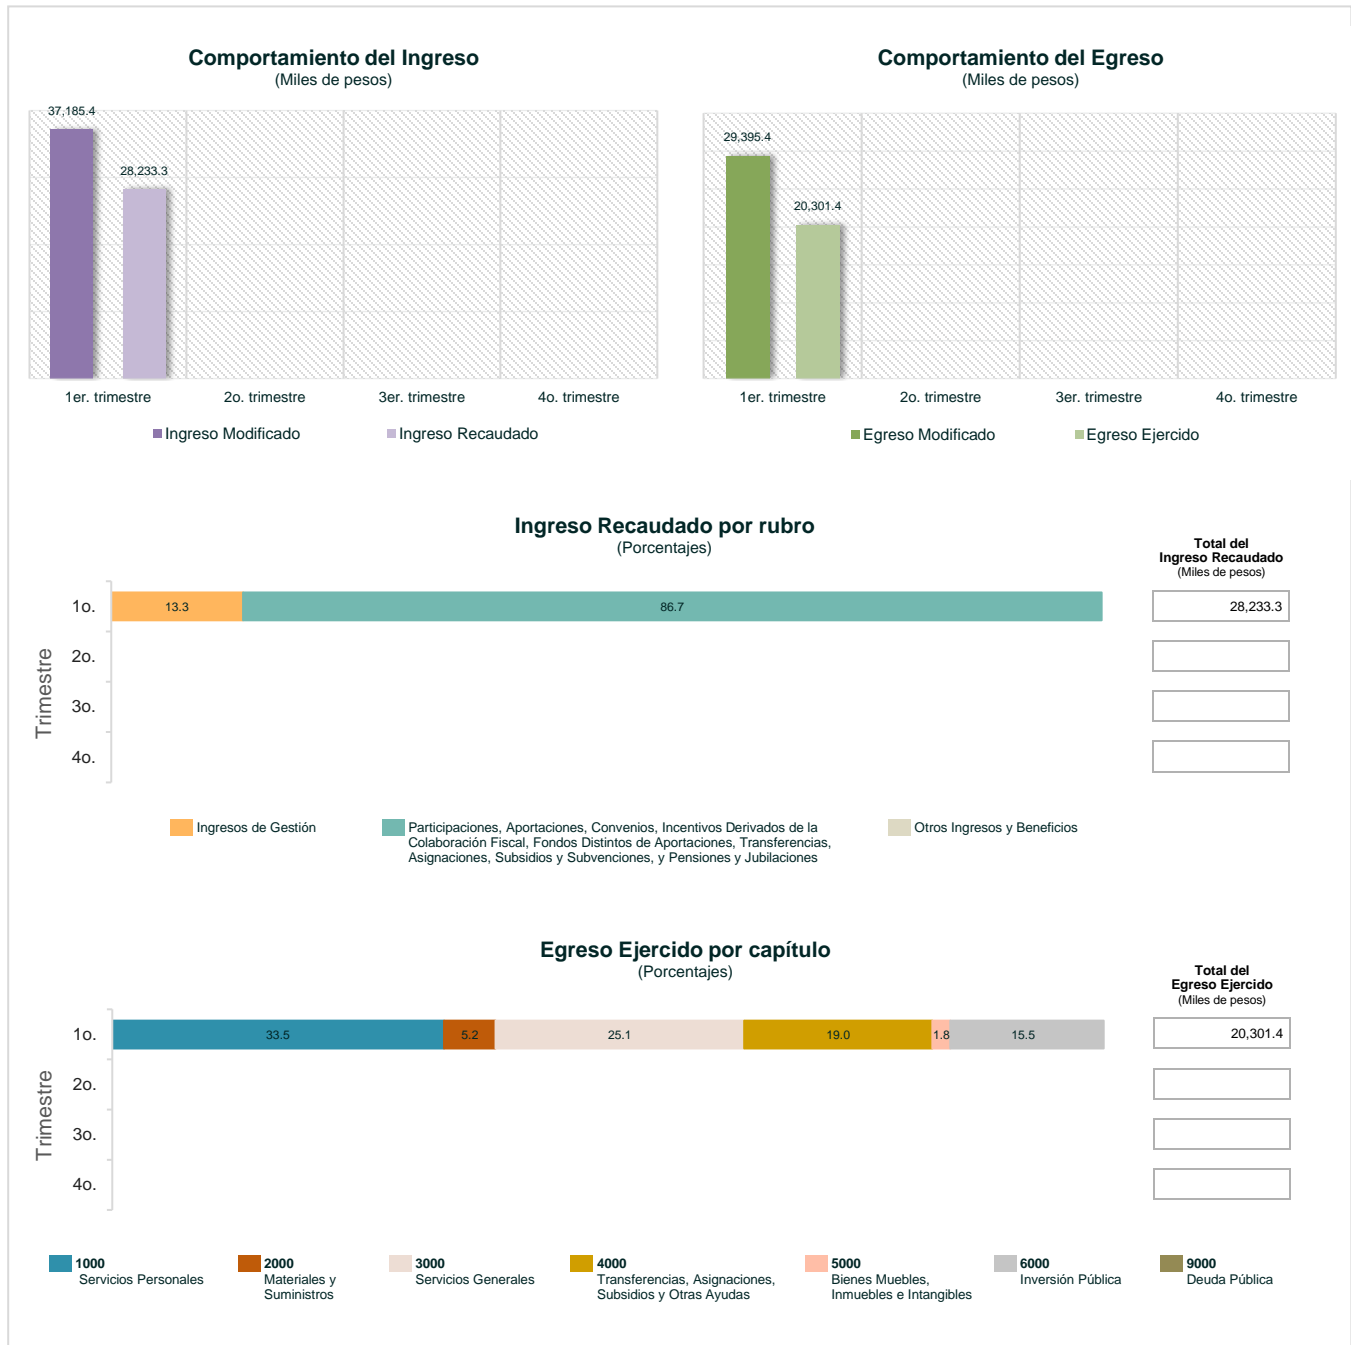 Comportamiento del Ingreso
(Miles de pesos)
37,185.4
28,233.3
1er. trimestre 2o. trimestre 3er. trimestre 4o. trimestre
Ingreso Modificado Ingreso Recaudado
Comportamiento del Egreso
(Miles de pesos)
29,395.4
20,301.4
1er. trimestre 2o. trimestre 3er. trimestre 4o. trimestre
Egreso Modificado Egreso Ejercido
Ingreso Recaudado por rubro
(Porcentajes)
Total del
Ingreso Recaudado
(Miles de pesos)
Trimestre
1o. 13.3 86.7 28,233.3
2o.
3o.
4o.
Ingresos de Gestión
Participaciones, Aportaciones, Convenios, Incentivos Derivados de la
Colaboración Fiscal, Fondos Distintos de Aportaciones, Transferencias,
Asignaciones, Subsidios y Subvenciones, y Pensiones y Jubilaciones
Otros Ingresos y Beneficios
Egreso Ejercido por capítulo
(Porcentajes)
Total del
Egreso Ejercido
(Miles de pesos)
Trimestre
1o. 33.5 5.2 25.1 19.0 1.8 15.5 20,301.4
2o.
3o.
4o.
1000
Servicios Personales
2000
Materiales y
Suministros
3000
Servicios Generales
4000
Transferencias, Asignaciones,
Subsidios y Otras Ayudas
5000
Bienes Muebles,
Inmuebles e Intangibles
6000
Inversión Pública
9000
Deuda Pública